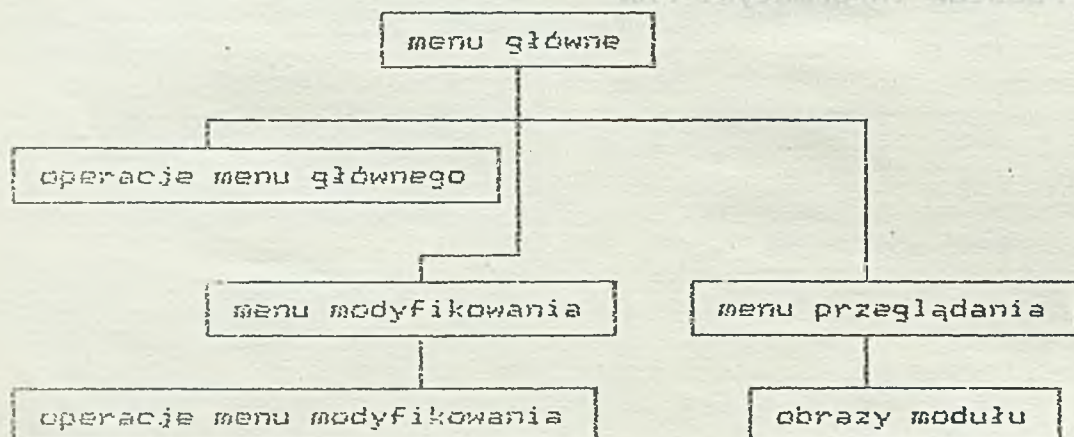 menu główne
operacje menu głównego
menu modyfikowania
menu przeglądania
operacje menu modyfikowania
obrazy modułu